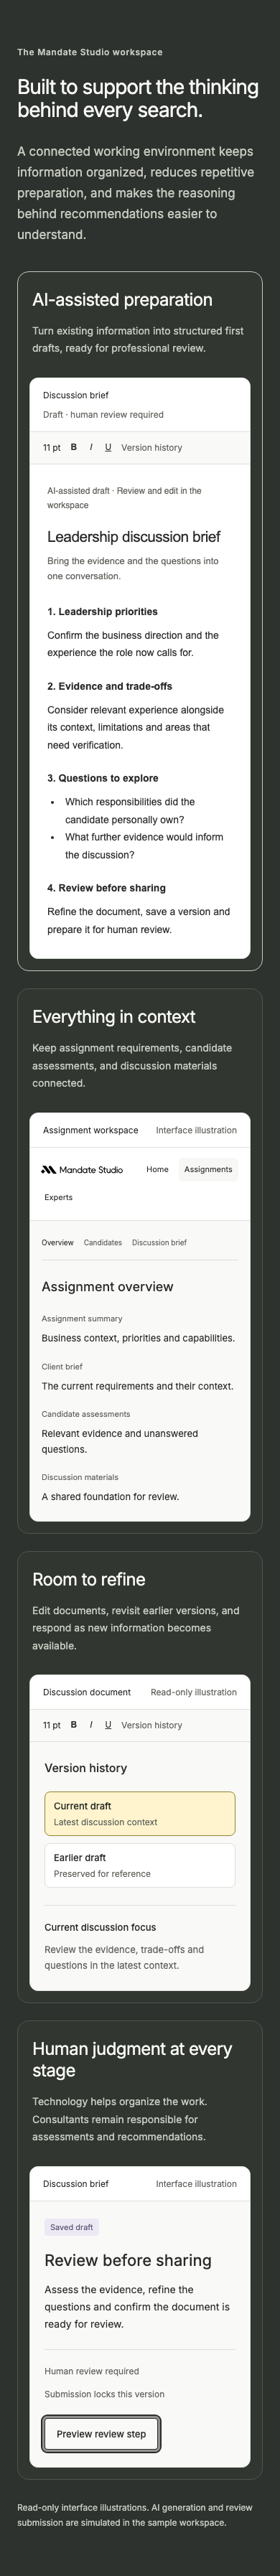 The Mandate Studio workspace
Built to support the thinking
behind every search.
A connected working environment keeps
information organized, reduces repetitive
preparation, and makes the reasoning
behind recommendations easier to
understand.
AI-assisted preparation
Turn existing information into structured first
drafts, ready for professional review.
Discussion brief
Draft · human review required
11 pt B I U Version history
AI-assisted draft · Review and edit in the
workspace
Leadership discussion brief
Bring the evidence and the questions into
one conversation.
1. Leadership priorities
Confirm the business direction and the
experience the role now calls for.
2. Evidence and trade-offs
Consider relevant experience alongside
its context, limitations and areas that
need verification.
3. Questions to explore
• Which responsibilities did the
candidate personally own?
• What further evidence would inform
the discussion?
4. Review before sharing
Refine the document, save a version and
prepare it for human review.
Everything in context
Keep assignment requirements, candidate
assessments, and discussion materials
connected.
Assignment workspace Interface illustration
Mandate Studio Home Assignments
Experts
Overview Candidates Discussion brief
Assignment overview
Assignment summary
Business context, priorities and capabilities.
Client brief
The current requirements and their context.
Candidate assessments
Relevant evidence and unanswered
questions.
Discussion materials
A shared foundation for review.
Room to refine
Edit documents, revisit earlier versions, and
respond as new information becomes
available.
Discussion document Read-only illustration
11 pt B I U Version history
Version history
Current draft
Latest discussion context
Earlier draft
Preserved for reference
Current discussion focus
Review the evidence, trade-offs and
questions in the latest context.
Human judgment at every
stage
Technology helps organize the work.
Consultants remain responsible for
assessments and recommendations.
Discussion brief Interface illustration
Saved draft
Review before sharing
Assess the evidence, refine the
questions and confirm the document is
ready for review.
Human review required
Submission locks this version
Preview review step
Read-only interface illustrations. AI generation and review
submission are simulated in the sample workspace.